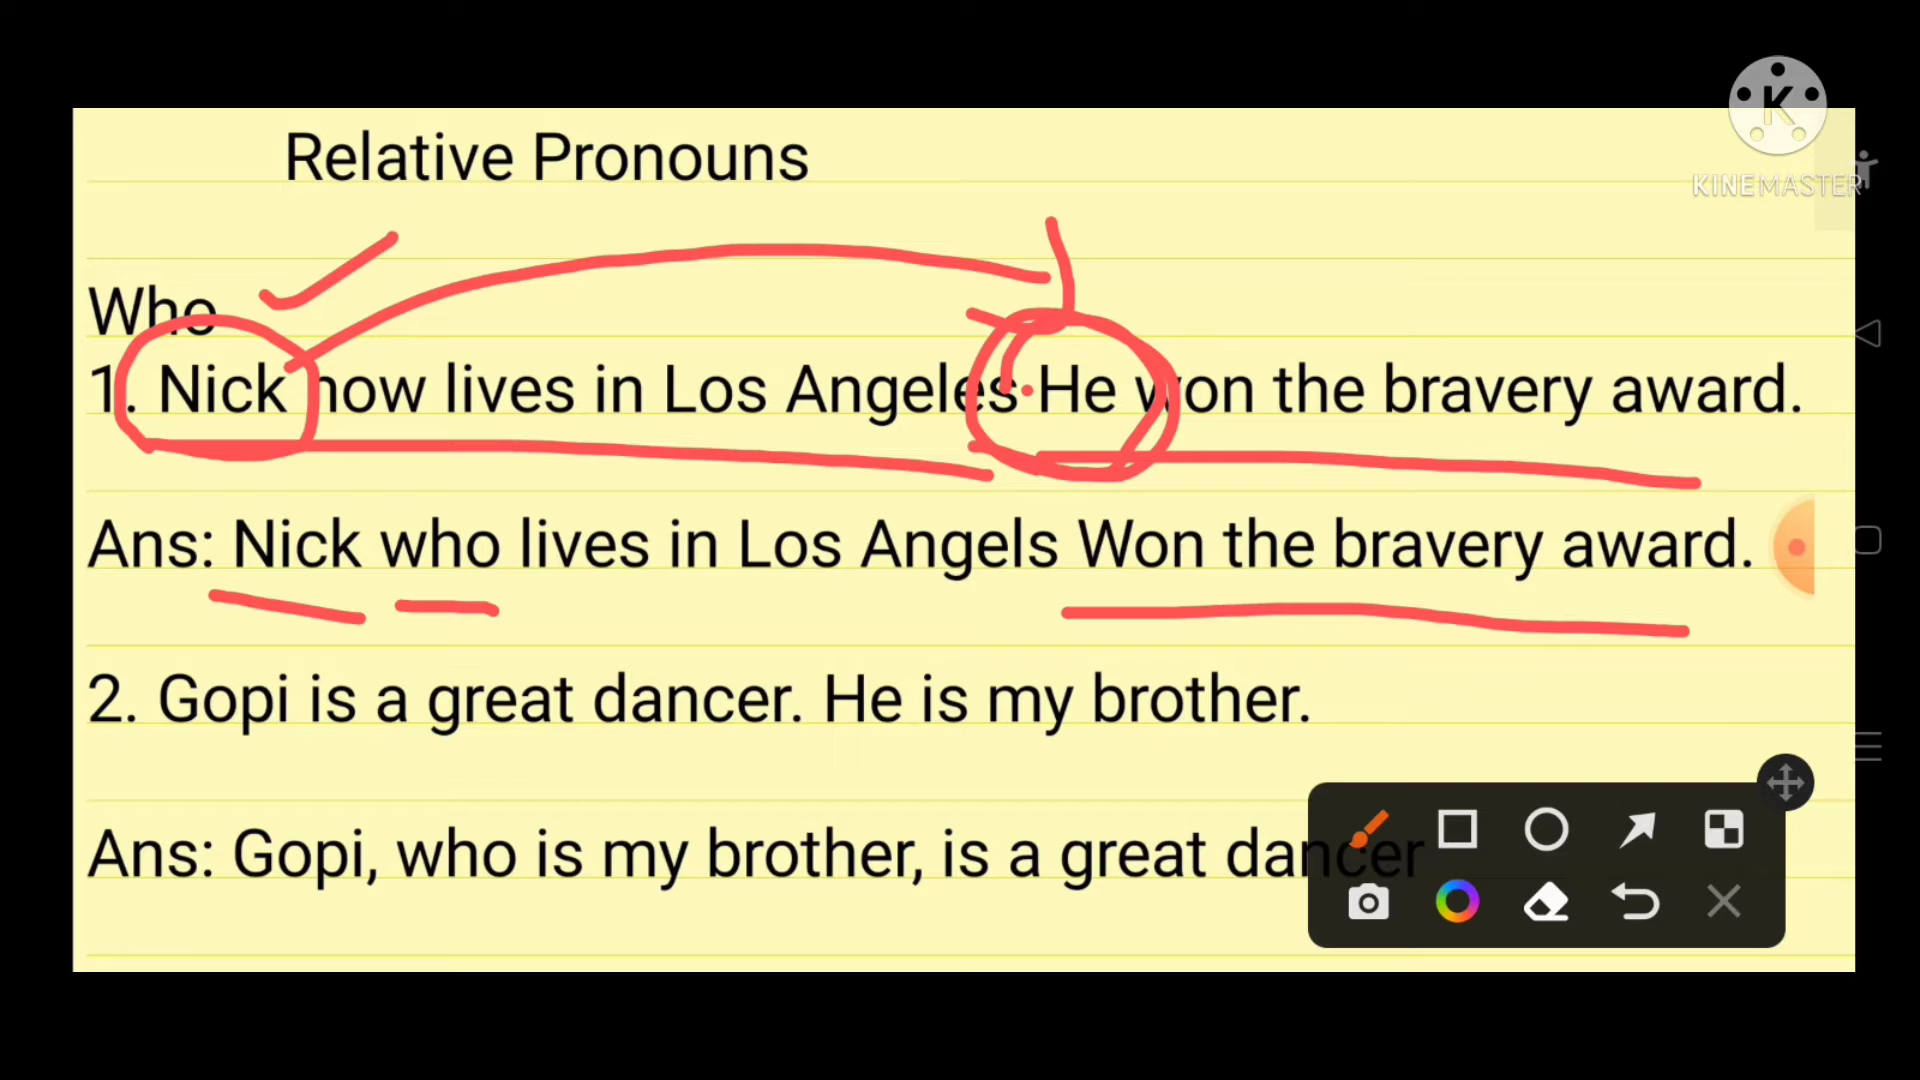 K
KINEMASTER
Relative Pronouns
Who
1. Nick now lives in Los Angeles. He won the bravery award.
Ans: Nick who lives in Los Angels Won the bravery award.
2. Gopi is a great dancer. He is my brother.
Ans: Gopi, who is my brother, is a great dancer